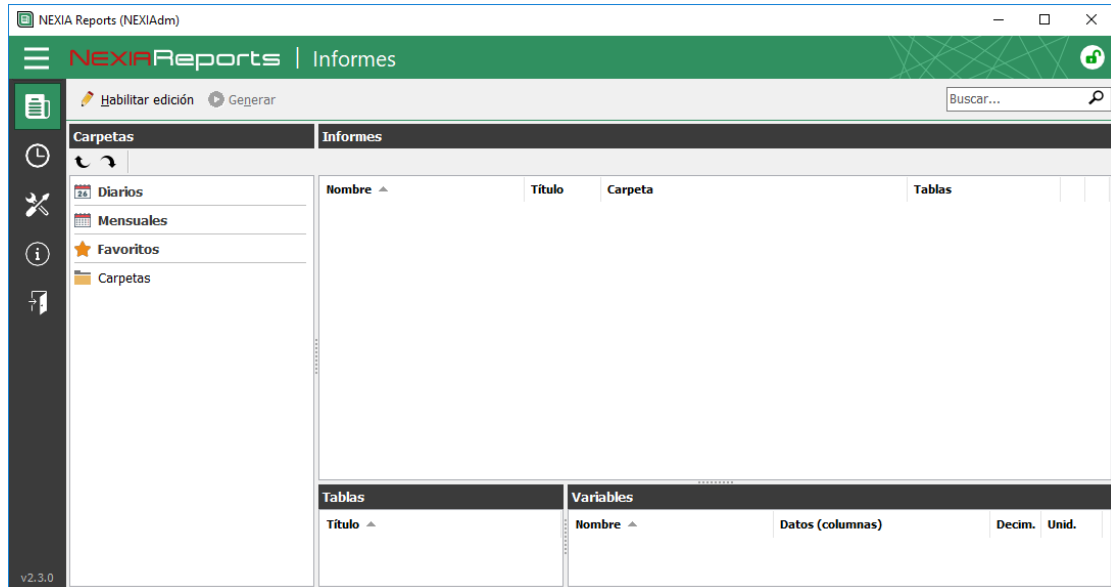 NEXIA Reports (NEXIAdm)
NEXIAReports | Informes
Habilitar edición Generar Buscar...
Carpetas Informes
Nombre Título Carpeta Tablas
26 Diarios
Mensuales
Favoritos
Carpetas
Tablas Variables
Título Nombre Datos (columnas) Decim. Unid.
v2.3.0